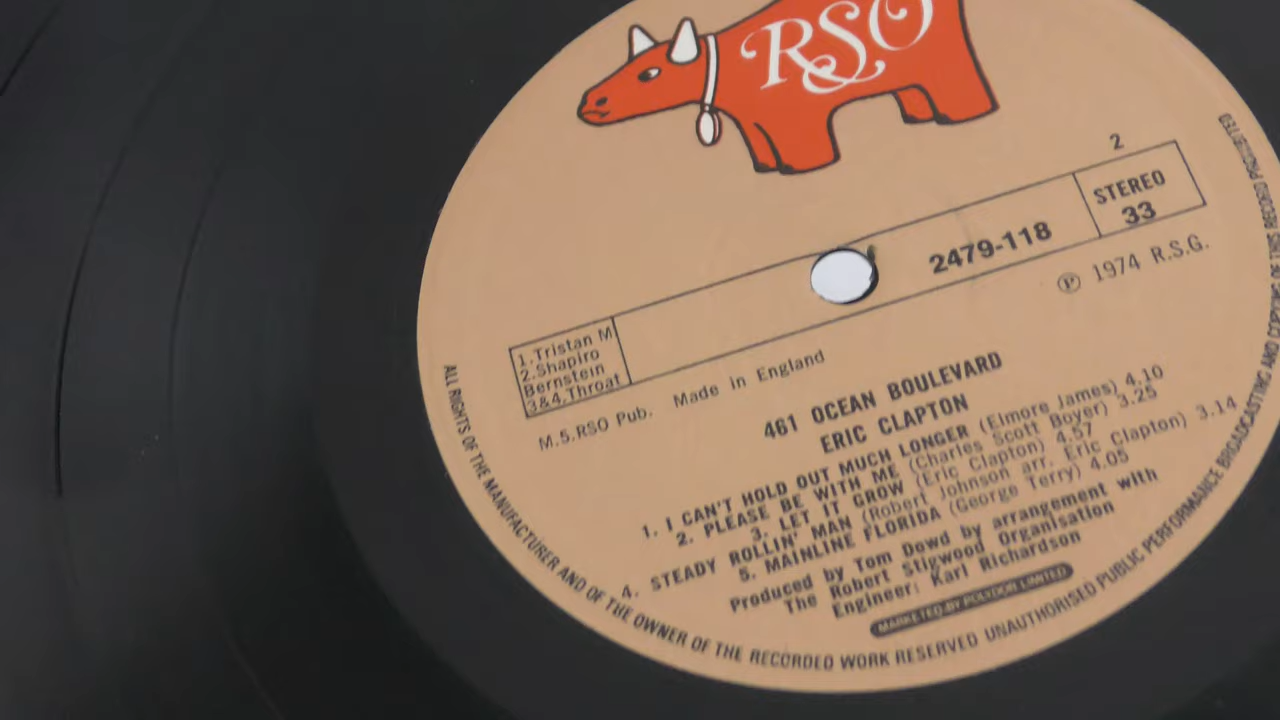 RSO
2
STEREO
33
2479-118
℗ 1974 R.S.G.
1.Tristan M
2.Shapiro
Bernstein
3&4.Throat
M.5.RSO Pub. Made in England
461 OCEAN BOULEVARD
ERIC CLAPTON
1. I CAN'T HOLD OUT MUCH LONGER (Elmore James) 4.10
2. PLEASE BE WITH ME (Charles Scott Boyer) 3.25
3. LET IT GROW (Eric Clapton) 4.57
4. STEADY ROLLIN' MAN (Robert Johnson arr. Eric Clapton) 3.14
5. MAINLINE FLORIDA (George Terry) 4.05
Produced by Tom Dowd by arrangement with
The Robert Stigwood Organisation
Engineer: Karl Richardson
MARKETED BY POLYDOR LIMITED
ALL RIGHTS OF THE MANUFACTURER AND OF THE OWNER OF THE RECORDED WORK RESERVED UNAUTHORISED PUBLIC PERFORMANCE BROADCASTING AND COPYING OF THIS RECORD PROHIBITED